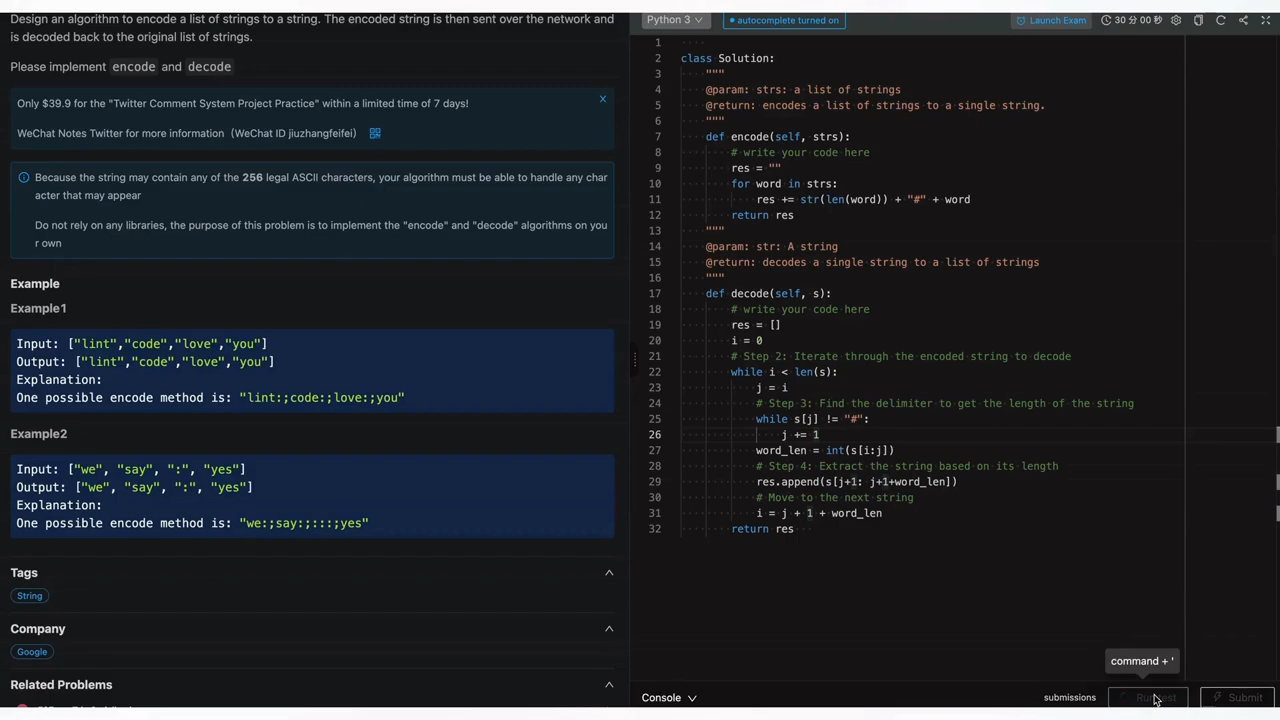 Design an algorithm to encode a list of strings to a string. The encoded string is then sent over the network and
is decoded back to the original list of strings.
Please implement encode and decode
Only $39.9 for the "Twitter Comment System Project Practice" within a limited time of 7 days!
WeChat Notes Twitter for more information (WeChat ID jiuzhangfeifei)
Be the string may contain any of the 256 legal ASCII characters, your algorithm must be able to handle any char
acter that may appear
Do not rely on any libraries, the purpose of this problem is to implement the "encode" and "decode" algorithms on you
r own
Example
Example1
Input: ["lint","code","love","you"]
Output: ["lint","code","love","you"]
Explanation:
One possible encode method is: "lint:;code:;love:;you"
Example2
Input: ["we", "say", ":", "yes"]
Output: ["we", "say", ":", "yes"]
Explanation:
One possible encode method is: "we:;say:;:::;yes"
Tags
String
Company
Google
Related Problems
Python 3
autocomplete turned on
Launch Exam
30 分 00 秒
1
2 class Solution:
3 """
4 @param: strs: a list of strings
5 @return: encodes a list of strings to a single string.
6 """
7 def encode(self, strs):
8 # write your code here
9 res = ""
10 for word in strs:
11 res += str(len(word)) + "#" + word
12 return res
13 """
14 @param: str: A string
15 @return: decodes a single string to a list of strings
16 """
17 def decode(self, s):
18 # write your code here
19 res = []
20 i = 0
21 # Step 2: Iterate through the encoded string to decode
22 while i < len(s):
23 j = i
24 # Step 3: Find the delimiter to get the length of the string
25 while s[j] != "#":
26 j += 1
27 word_len = int(s[i:j])
28 # Step 4: Extract the string based on its length
29 res.append(s[j+1: j+1+word_len])
30 # Move to the next string
31 i = j + 1 + word_len
32 return res
command + '
Console
submissions
Submit